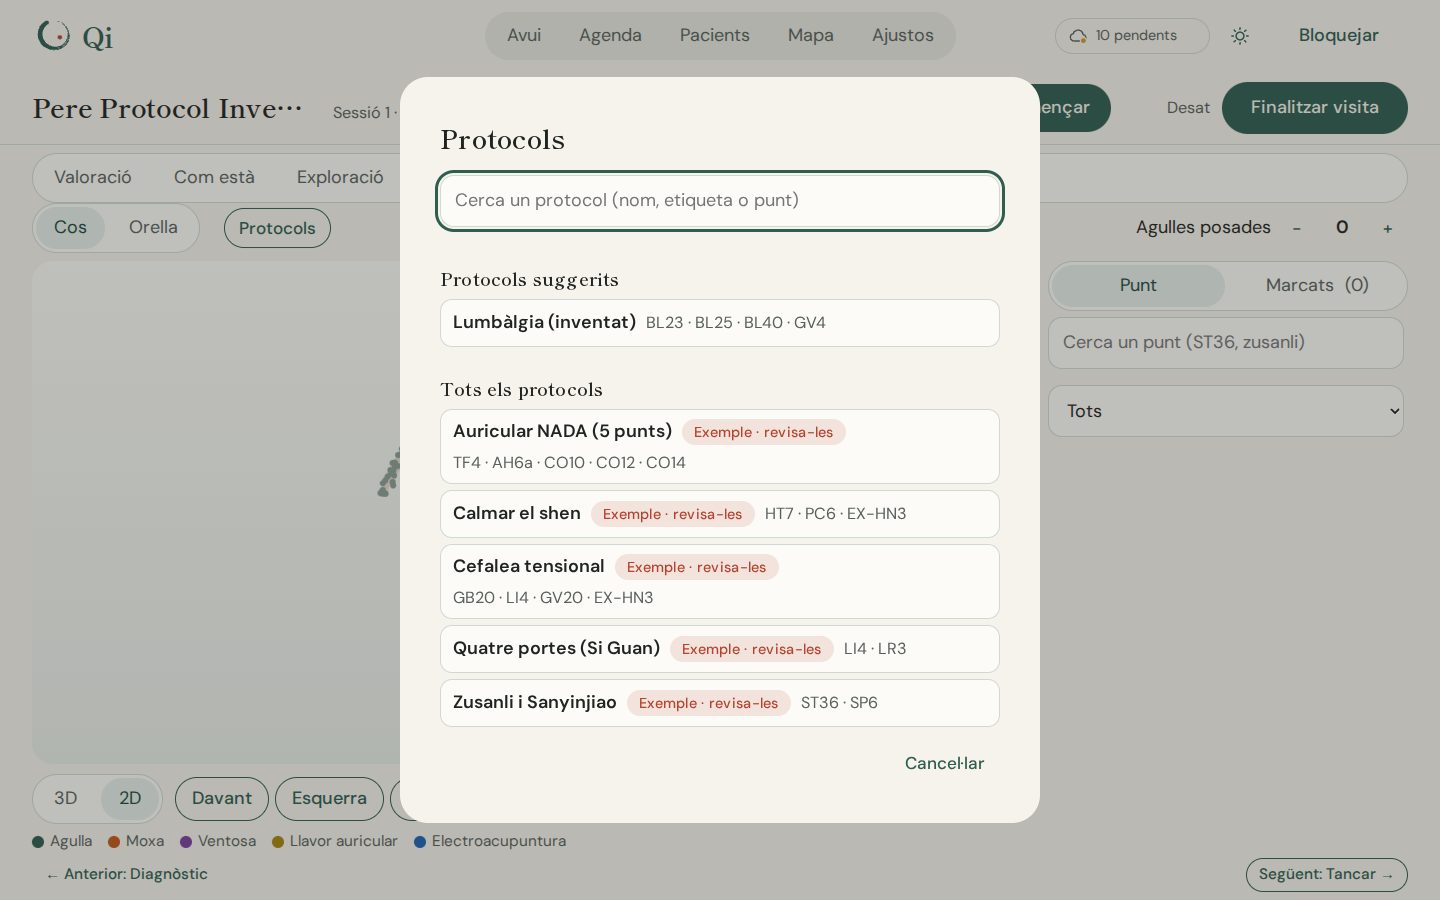 Qi
Avui Agenda Pacients Mapa Ajustos
10 pendents
Bloquejar
Pere Protocol Inve···
Sessió 1 ·
ençar
Desat
Finalitzar visita
Valoració Com està Exploració
Cos Orella
Protocols
Agulles posades - 0 +
Punt Marcats (0)
Cerca un punt (ST36, zusanli)
Tots
Protocols
Cerca un protocol (nom, etiqueta o punt)
Protocols suggerits
Lumbàlgia (inventat) BL23 · BL25 · BL40 · GV4
Tots els protocols
Auricular NADA (5 punts) Exemple · revisa-les
TF4 · AH6a · CO10 · CO12 · CO14
Calmar el shen Exemple · revisa-les HT7 · PC6 · EX-HN3
Cefalea tensional Exemple · revisa-les
GB20 · LI4 · GV20 · EX-HN3
Quatre portes (Si Guan) Exemple · revisa-les LI4 · LR3
Zusanli i Sanyinjiao Exemple · revisa-les ST36 · SP6
Cancel·lar
3D 2D Davant Esquerra
Agulla Moxa Ventosa Llavor auricular Electroacupuntura
← Anterior: Diagnòstic
Següent: Tancar →